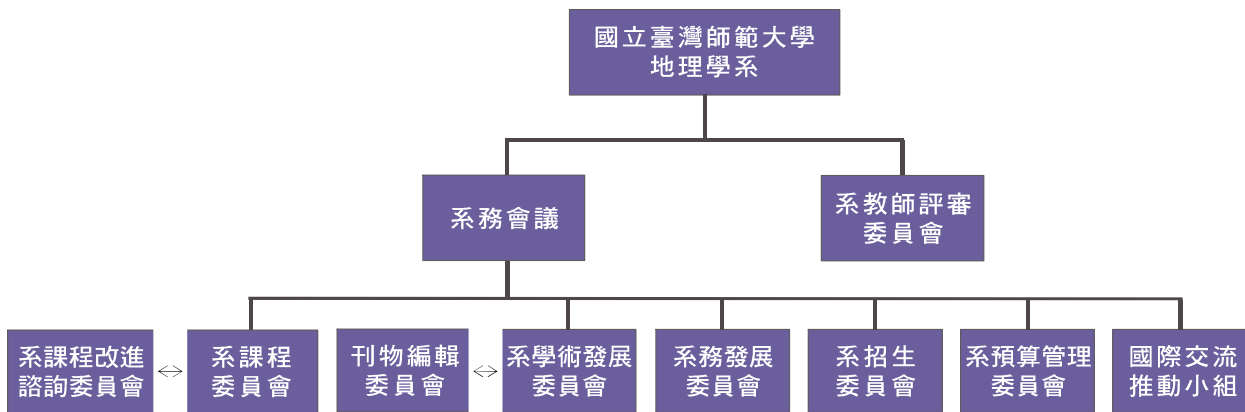 國立臺灣師範大學
地理學系
系務會議
系教師評審
委員會
系課程改進
諮詢委員會
系課程
委員會
刊物編輯
委員會
系學術發展
委員會
系務發展
委員會
系招生
委員會
系預算管理
委員會
國際交流
推動小組